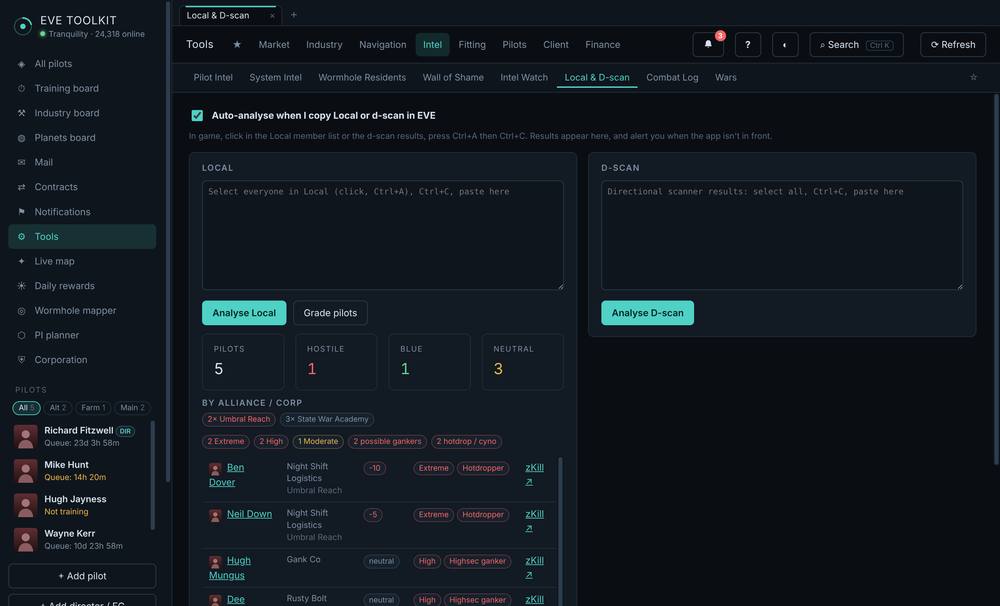 EVE TOOLKIT
Tranquility · 24,318 online
All pilots
Training board
Industry board
Planets board
Mail
Contracts
Notifications
Tools
Live map
Daily rewards
Wormhole mapper
PI planner
Corporation
PILOTS
All 5 Alt 2 Farm 1 Main 2
Richard Fitzwell DIR
Queue: 23d 3h 58m
Mike Hunt
Queue: 14h 20m
Hugh Jayness
Not training
Wayne Kerr
Queue: 10d 23h 58m
+ Add pilot
+ Add director / FC
Local & D-scan × +
Tools ★ Market Industry Navigation Intel Fitting Pilots Client Finance 3 ? Search Ctrl K Refresh
Pilot Intel System Intel Wormhole Residents Wall of Shame Intel Watch Local & D-scan Combat Log Wars
Auto-analyse when I copy Local or d-scan in EVE
In game, click in the Local member list or the d-scan results, press Ctrl+A then Ctrl+C. Results appear here, and alert you when the app isn't in front.
LOCAL
Select everyone in Local (click, Ctrl+A), Ctrl+C, paste here
Analyse Local Grade pilots
PILOTS HOSTILE BLUE NEUTRAL
5 1 1 3
BY ALLIANCE / CORP
2× Umbral Reach 3× State War Academy
2 Extreme 2 High 1 Moderate 2 possible gankers 2 hotdrop / cyno
Ben Dover Night Shift Logistics Umbral Reach -10 Extreme Hotdropper zKill ↗
Neil Down Night Shift Logistics Umbral Reach -5 Extreme Hotdropper zKill ↗
Hugh Mungus Gank Co neutral High Highsec ganker zKill ↗
Dee Rusty Bolt neutral High Highsec ganker zKill
D-SCAN
Directional scanner results: select all, Ctrl+C, paste here
Analyse D-scan